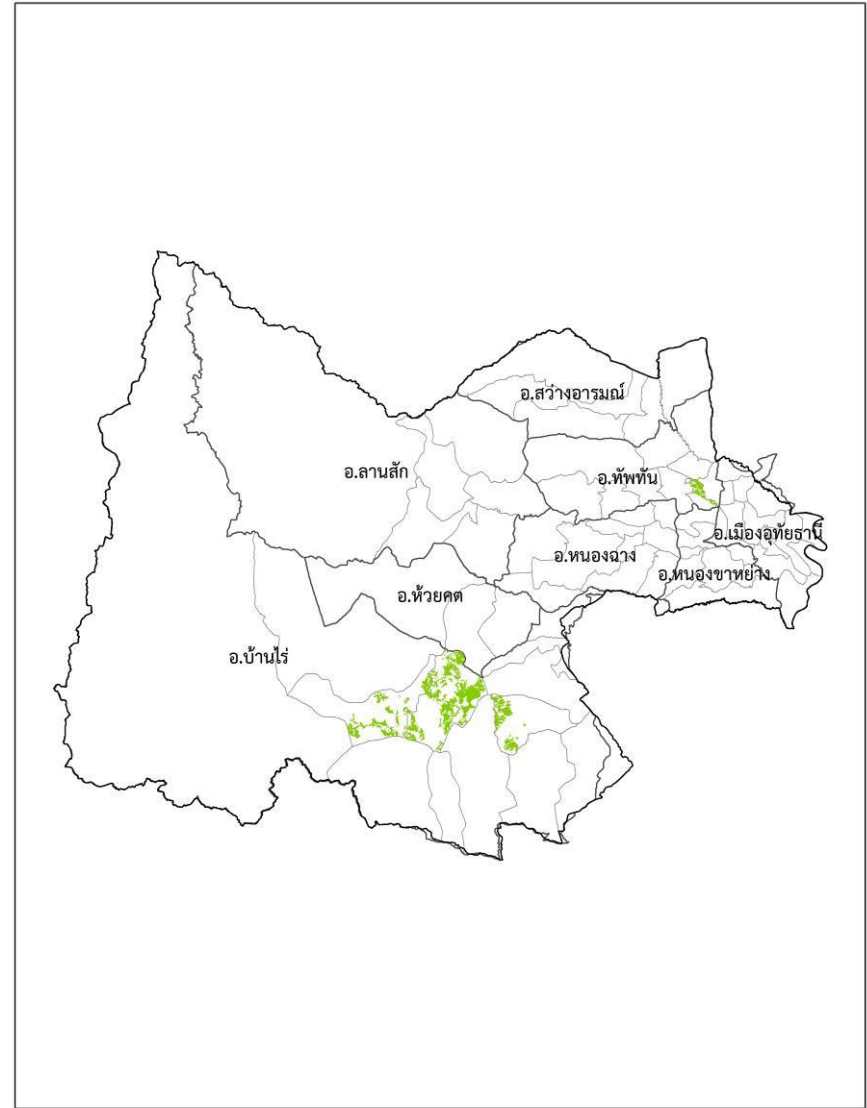 อ.สว่างอารมณ์
อ.ลานสัก
อ.ทัพทัน
อ.เมืองอุทัยธานี
อ.หนองฉาง
อ.หนองขาหย่าง
อ.ห้วยคต
อ.บ้านไร่